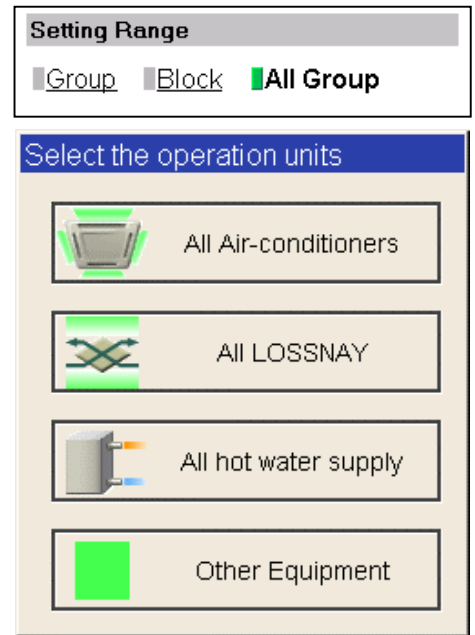 Setting Range
Group Block All Group
Select the operation units
All Air-conditioners
All LOSSNAY
All hot water supply
Other Equipment